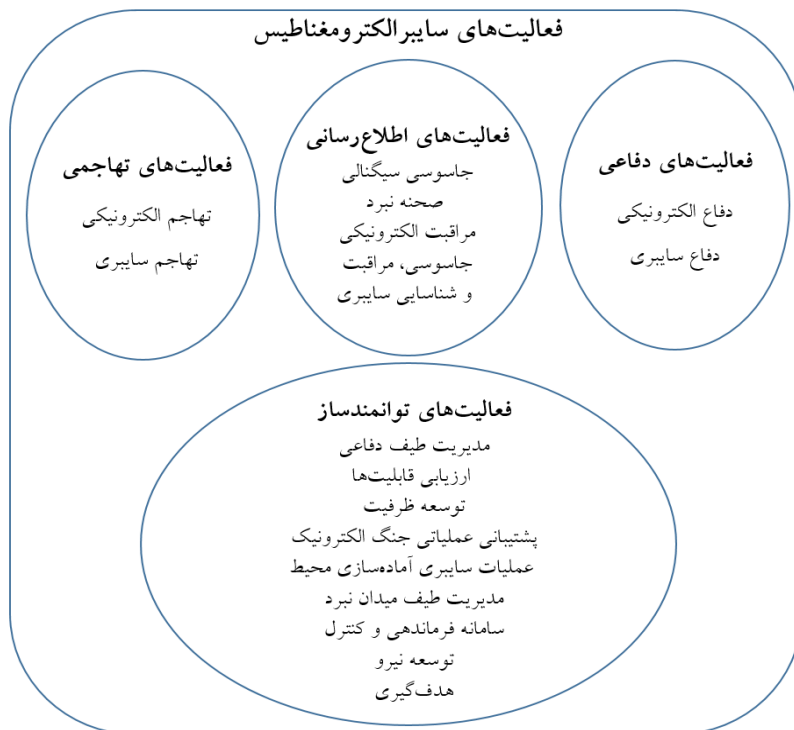 فعالیت‌های سایبرالکترومغناطیس
فعالیت‌های دفاعی
دفاع الکترونیکی
دفاع سایبری
فعالیت‌های اطلاع‌رسانی
جاسوسی سیگنالی
صحنه نبرد
مراقبت الکترونیکی
جاسوسی، مراقبت
و شناسایی سایبری
فعالیت‌های تهاجمی
تهاجم الکترونیکی
تهاجم سایبری
فعالیت‌های توانمندساز
مدیریت طیف دفاعی
ارزیابی قابلیت‌ها
توسعه ظرفیت
پشتیبانی عملیاتی جنگ الکترونیک
عملیات سایبری آماده‌سازی محیط
مدیریت طیف میدان نبرد
سامانه فرماندهی و کنترل
توسعه نیرو
هدف‌گیری